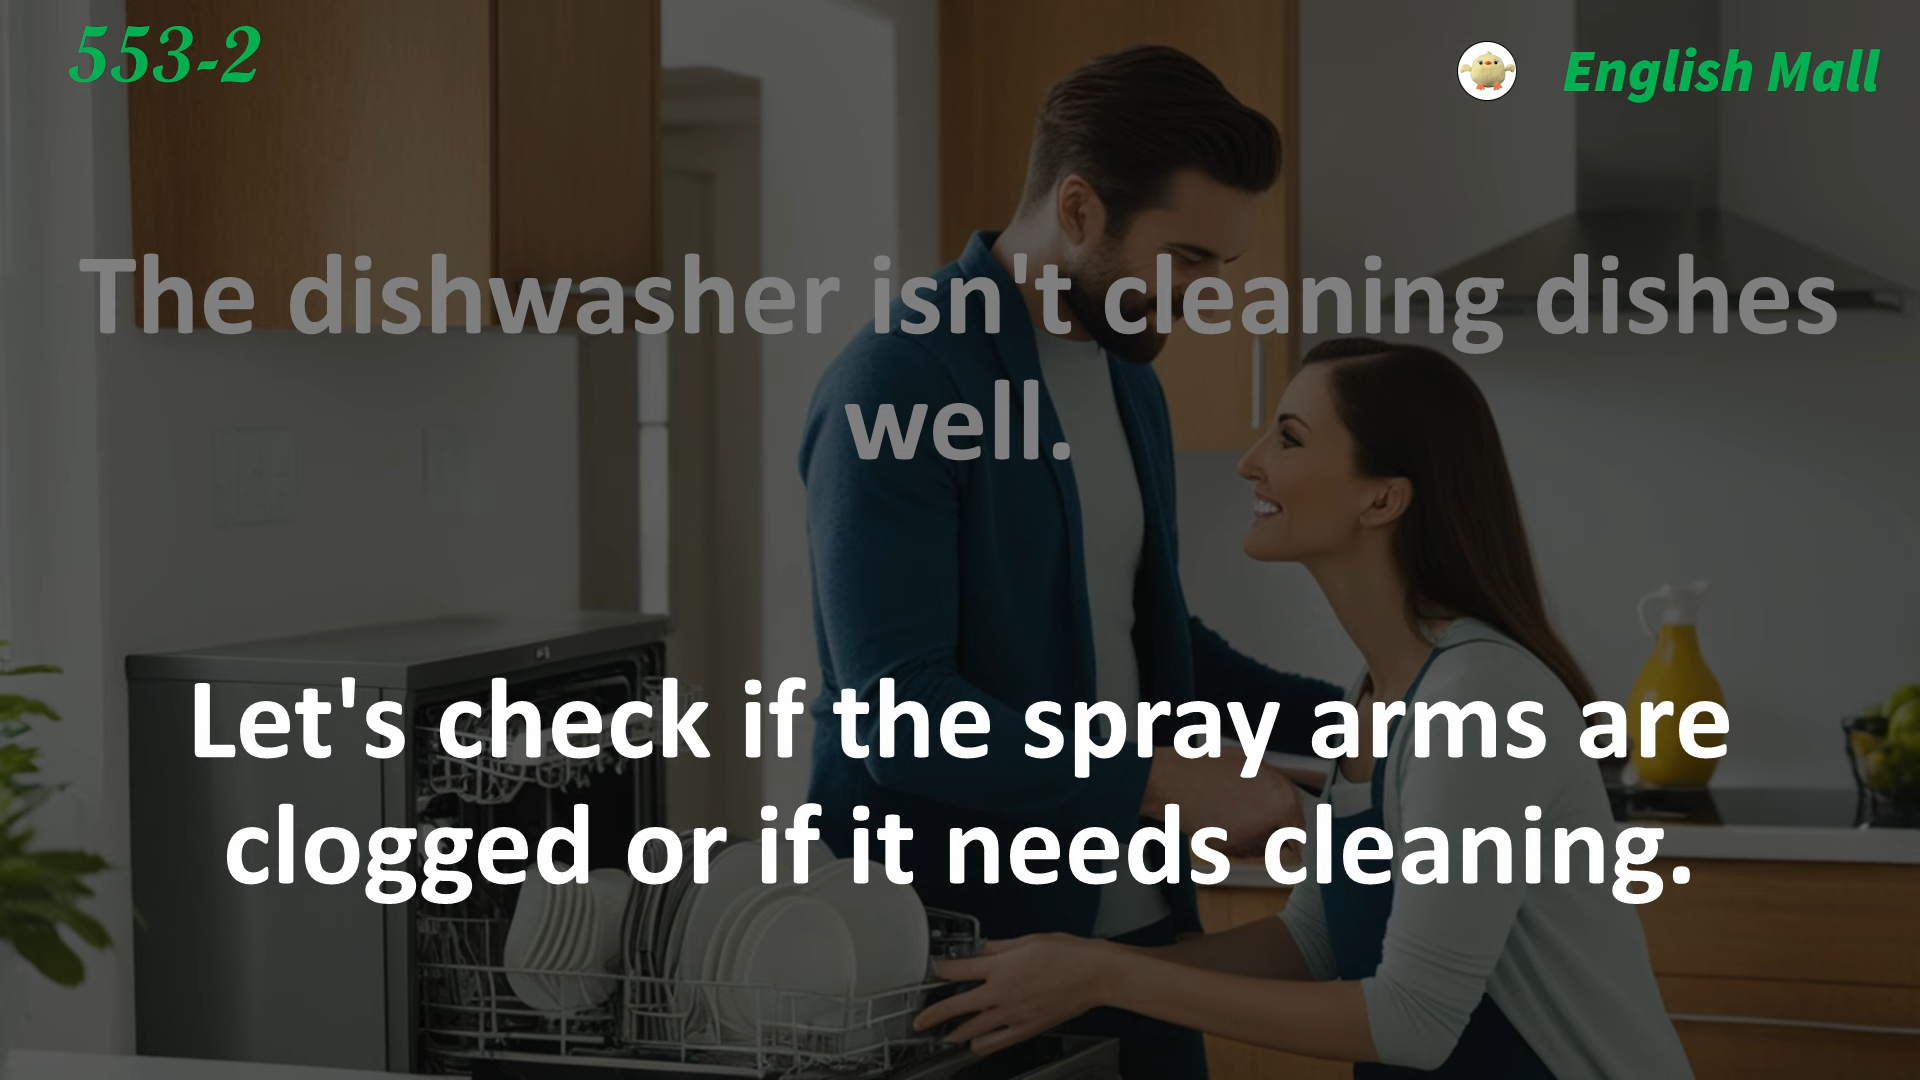 553-2
English Mall
The dishwasher isn't cleaning dishes
well.
Let's check if the spray arms are
clogged or if it needs cleaning.